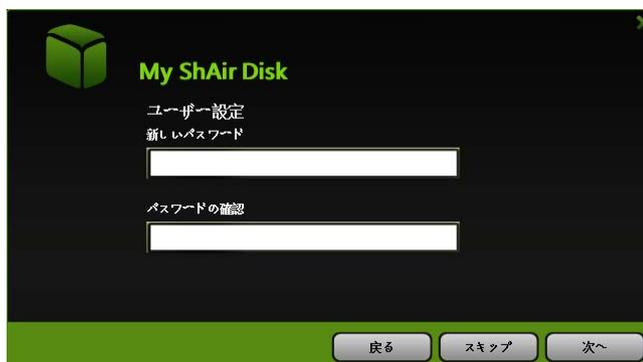 My ShAir Disk
ユーザー設定
新しいパスワード
パスワードの確認
戻る
スキップ
次へ